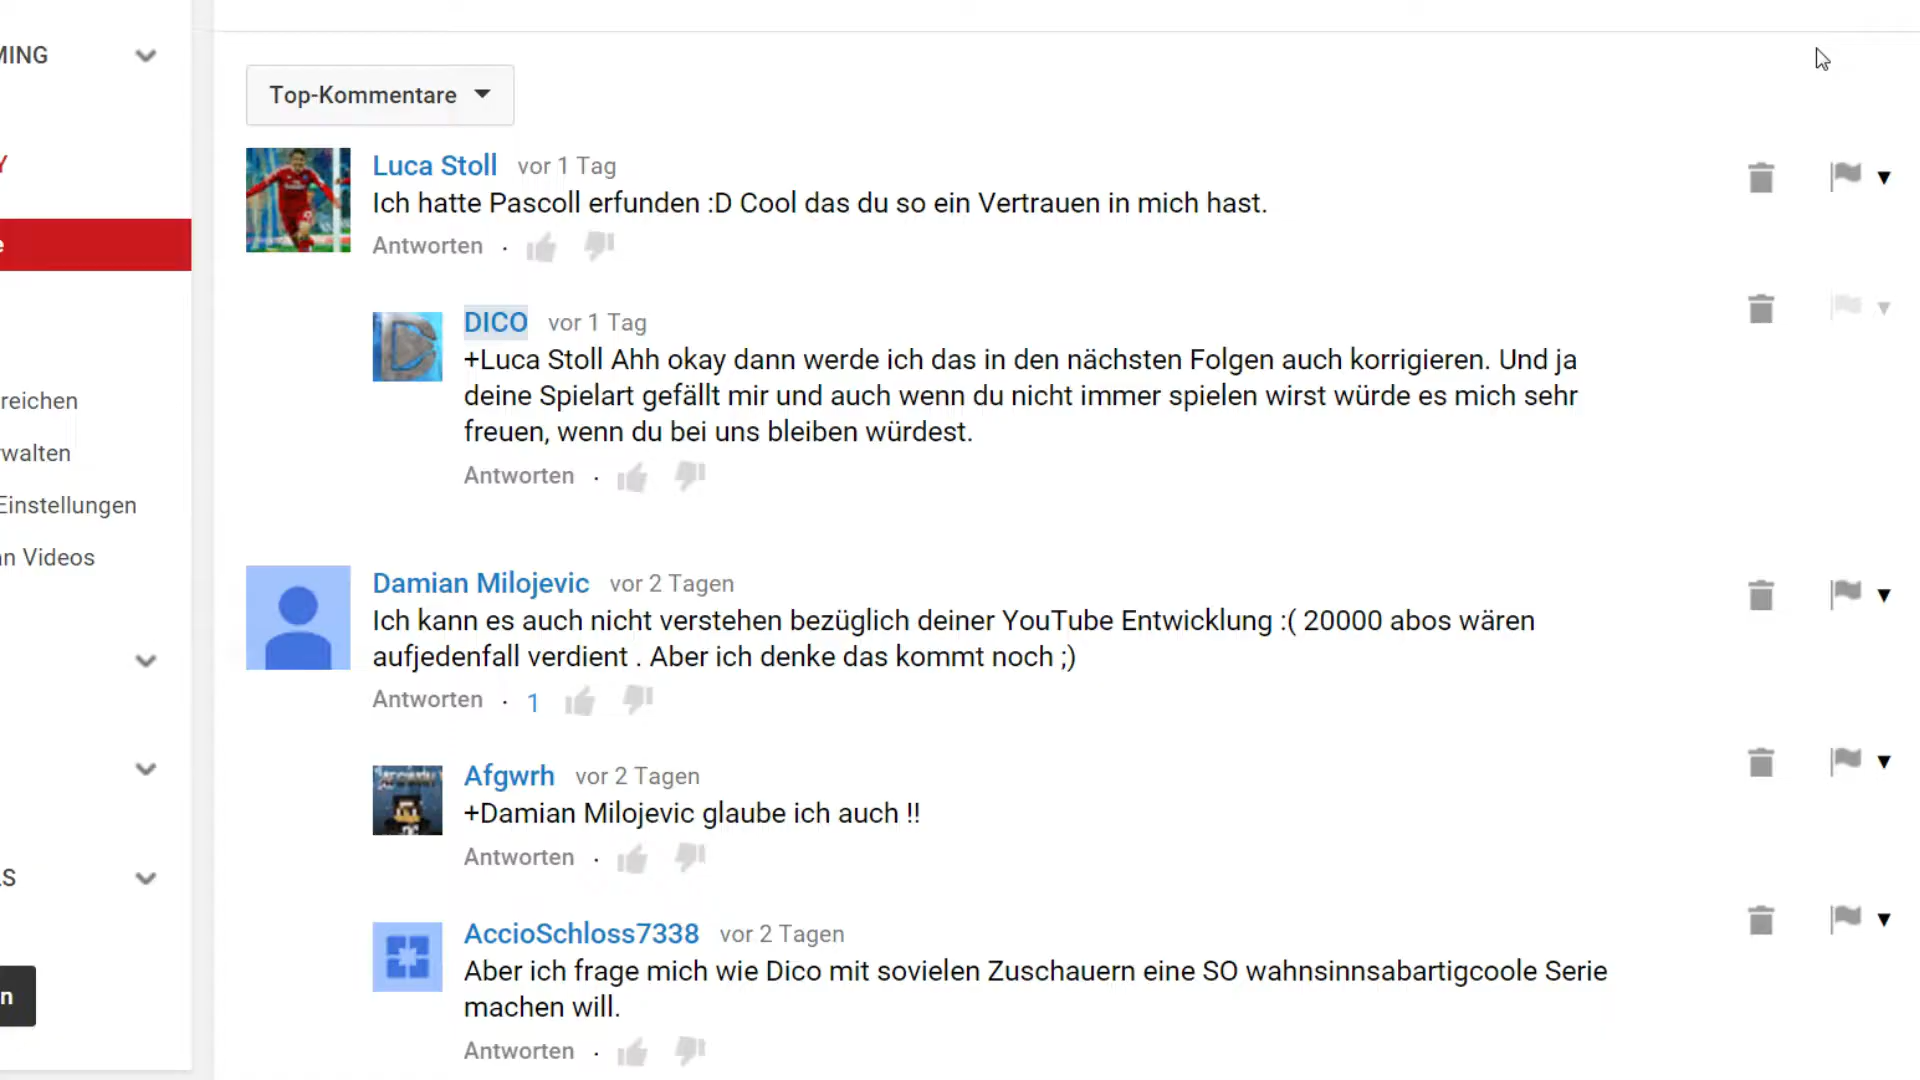 MING
Top-Kommentare
Y
Luca Stoll vor 1 Tag
Ich hatte Pascoll erfunden :D Cool das du so ein Vertrauen in mich hast.
e
Antworten ·
DICO vor 1 Tag
+Luca Stoll Ahh okay dann werde ich das in den nächsten Folgen auch korrigieren. Und ja
deine Spielart gefällt mir und auch wenn du nicht immer spielen wirst würde es mich sehr
reichen
freuen, wenn du bei uns bleiben würdest.
walten
Antworten ·
Einstellungen
n Videos
Damian Milojevic vor 2 Tagen
Ich kann es auch nicht verstehen bezüglich deiner YouTube Entwicklung :( 20000 abos wären
aufjedenfall verdient . Aber ich denke das kommt noch ;)
Antworten · 1
Afgwrh vor 2 Tagen
+Damian Milojevic glaube ich auch !!
Antworten ·
LS
AccioSchloss7338 vor 2 Tagen
Aber ich frage mich wie Dico mit sovielen Zuschauern eine SO wahnsinnsabartigcoole Serie
n
machen will.
Antworten ·